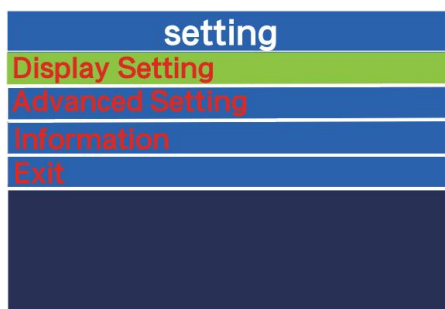 setting
Display Setting
Advanced Setting
Information
Exit